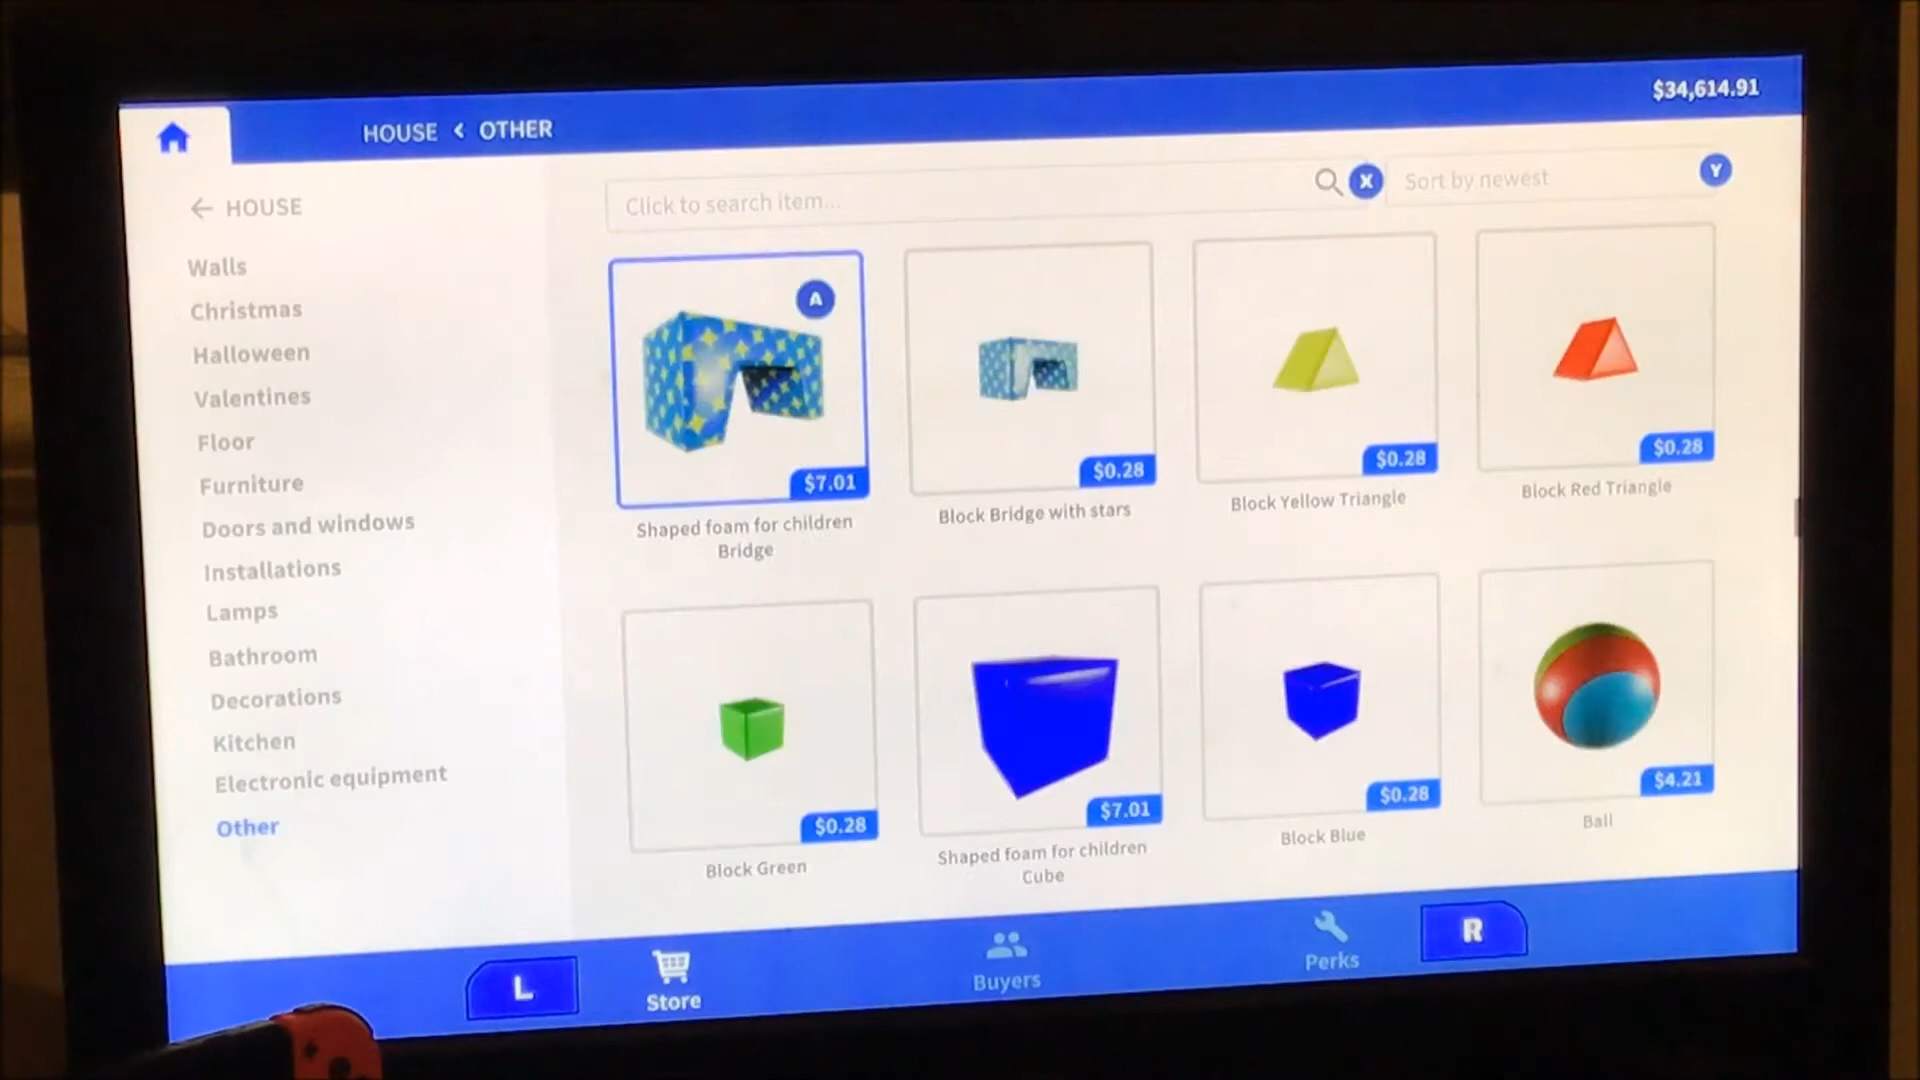 $34,614.91
HOUSE < OTHER
← HOUSE
Click to search item...
X
Sort by newest
Y
Walls
Christmas
Halloween
Valentines
Floor
Furniture
Doors and windows
Installations
Lamps
Bathroom
Decorations
Kitchen
Electronic equipment
Other
A
$7.01
Shaped foam for children
Bridge
$0.28
Block Bridge with stars
$0.28
Block Yellow Triangle
$0.28
Block Red Triangle
$0.28
Block Green
$7.01
Shaped foam for children
Cube
$0.28
Block Blue
$4.21
Ball
L
Store
Buyers
Perks
R